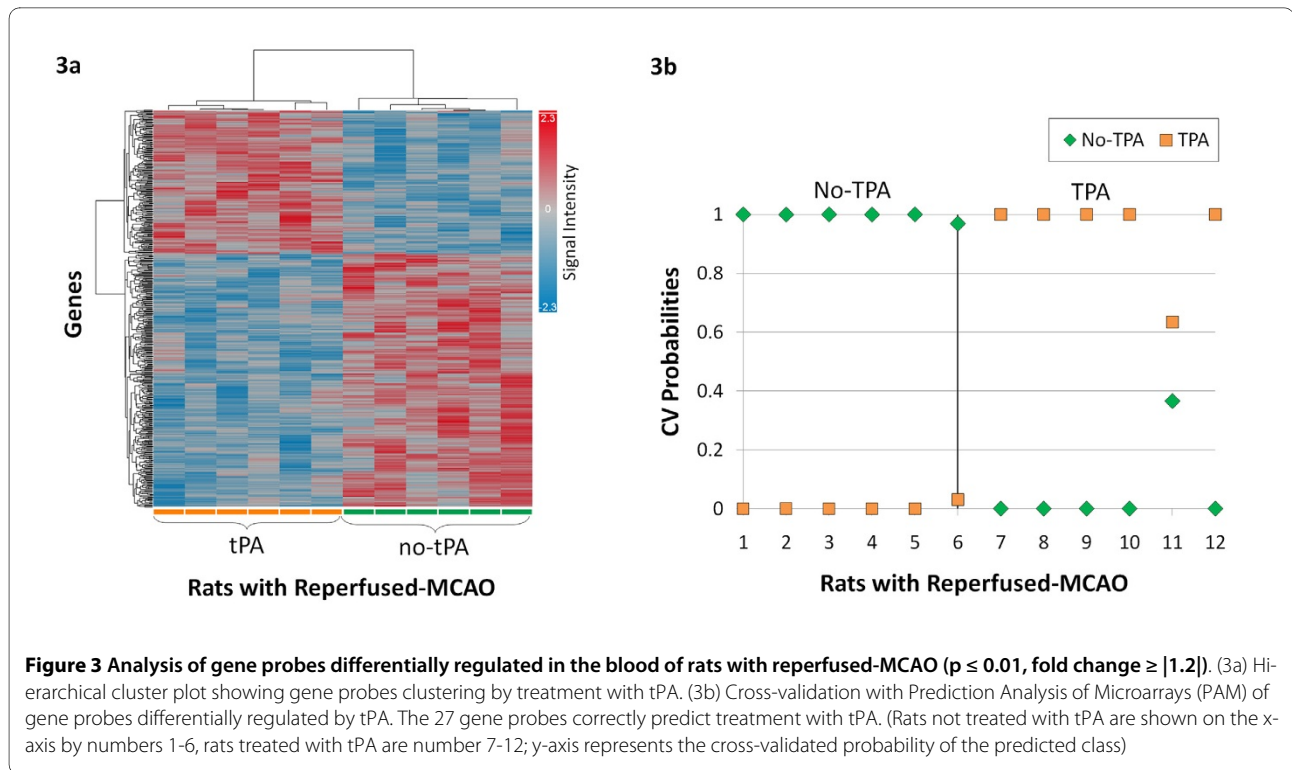 3a
2.3
0
-2.3
Signal Intensity
Genes
tPA
no-tPA
Rats with Reperfused-MCAO
3b
No-TPA TPA
No-TPA TPA
1
0.8
0.6
0.4
0.2
0
CV Probabilities
1 2 3 4 5 6 7 8 9 10 11 12
Rats with Reperfused-MCAO
Figure 3 Analysis of gene probes differentially regulated in the blood of rats with reperfused-MCAO (p ≤ 0.01, fold change ≥ |1.2|). (3a) Hi-
erarchical cluster plot showing gene probes clustering by treatment with tPA. (3b) Cross-validation with Prediction Analysis of Microarrays (PAM) of
gene probes differentially regulated by tPA. The 27 gene probes correctly predict treatment with tPA. (Rats not treated with tPA are shown on the x-
axis by numbers 1-6, rats treated with tPA are number 7-12; y-axis represents the cross-validated probability of the predicted class)